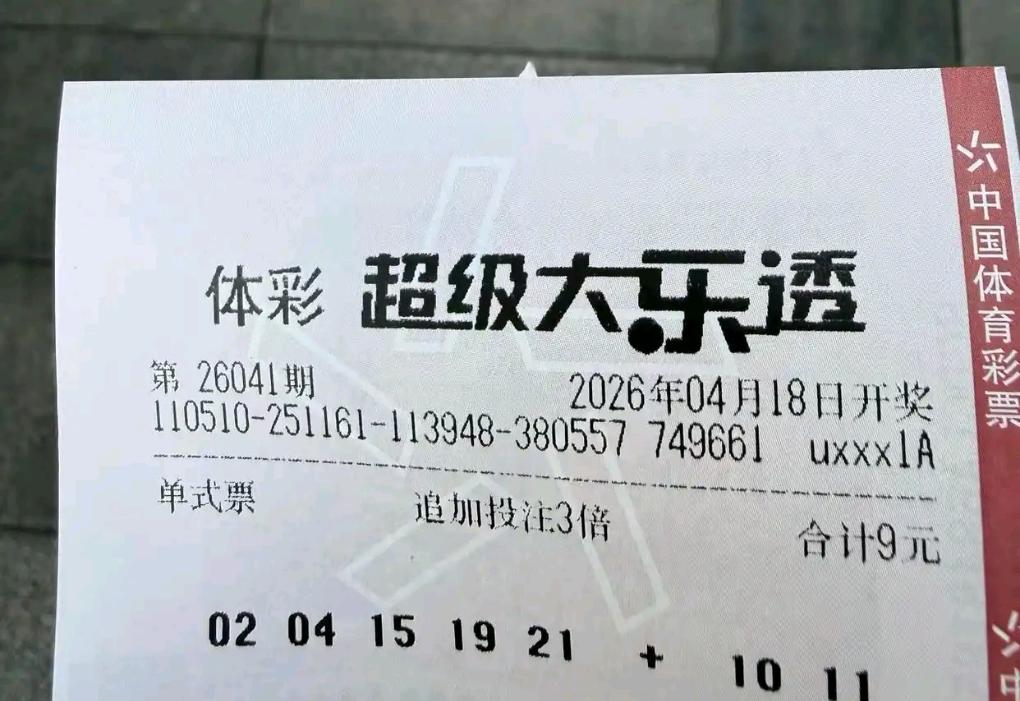 体彩 超级大乐透
第 26041期 2026年04月18日开奖
110510-251161-113948-380557 749661 uxxx1A
单式票 追加投注3倍 合计9元
02 04 15 19 21 + 10 11
中国体育彩票
中